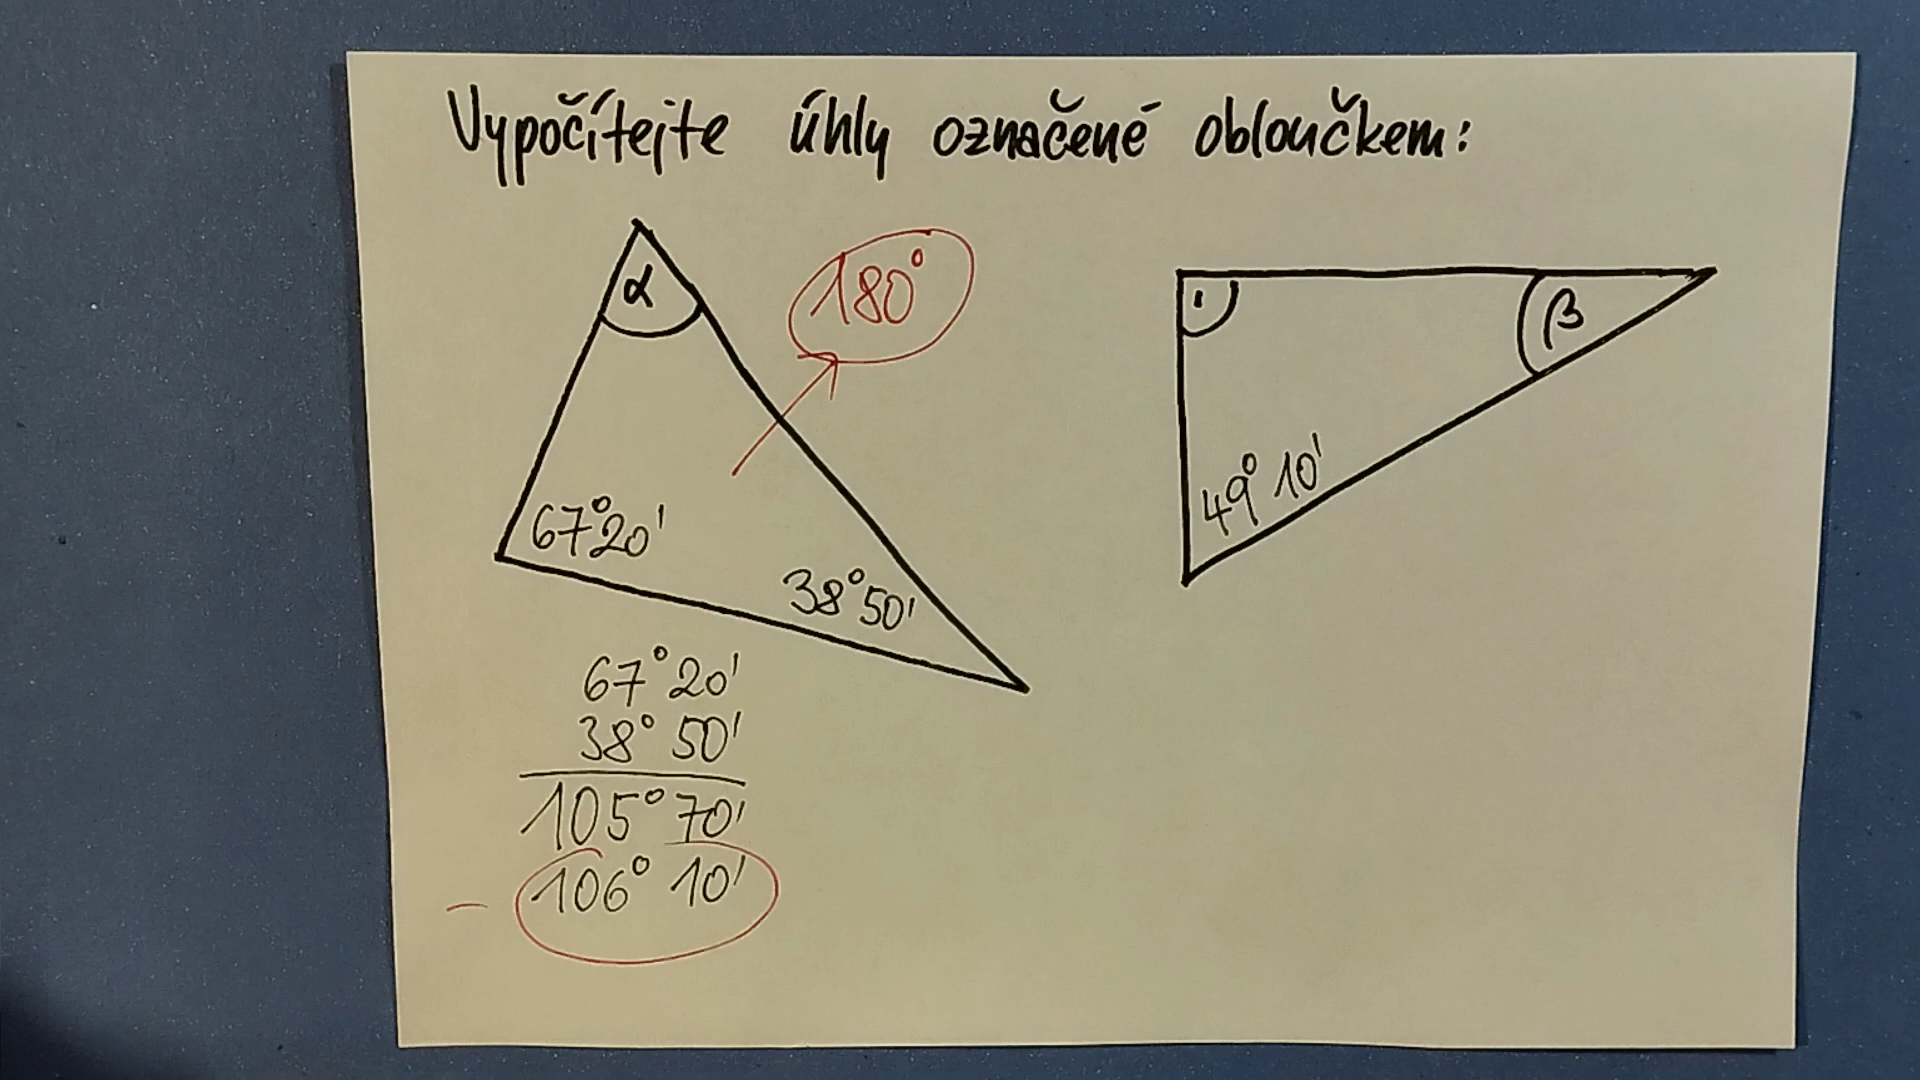 Vypočítejte úhly označené obloučkem:
α
180°
67°20'
38°50'
β
49° 10'
67° 20'
38° 50'
105° 70'
- 106° 10'